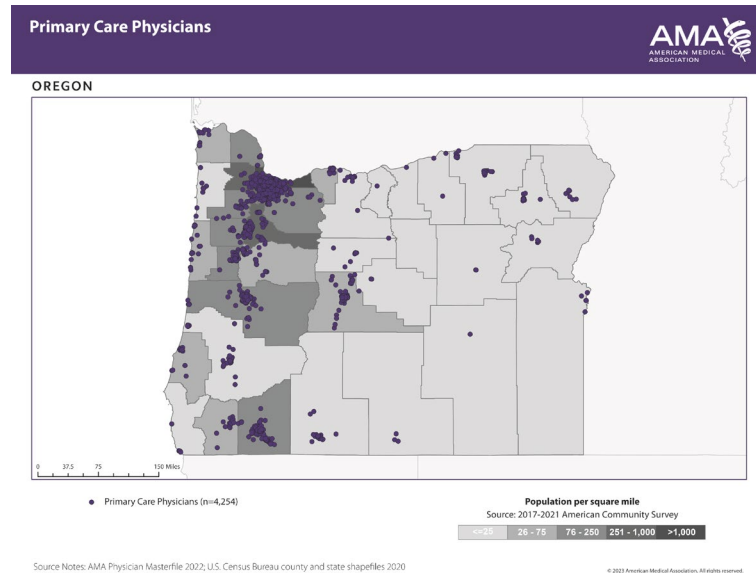 Primary Care Physicians
AMA
AMERICAN MEDICAL
ASSOCIATION
OREGON
0 37.5 75 150 Miles
Primary Care Physicians (n=4,254)
Population per square mile
Source: 2017-2021 American Community Survey
<=25 26 - 75 76 - 250 251 - 1,000 >1,000
Source Notes: AMA Physician Masterfile 2022; U.S. Census Bureau county and state shapefiles 2020
© 2023 American Medical Association. All rights reserved.